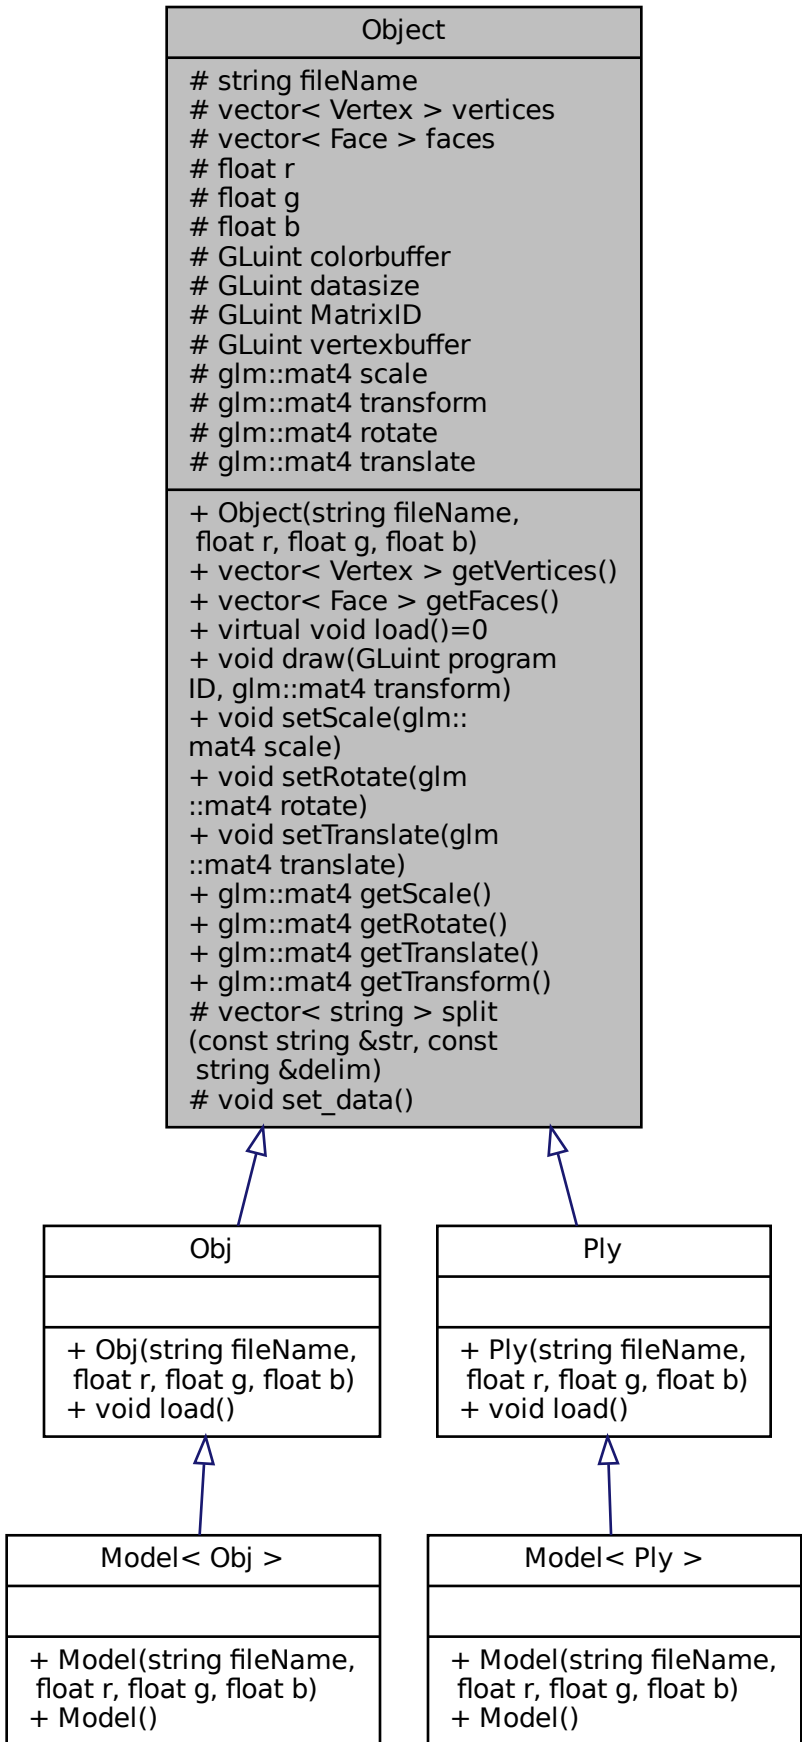 Object
# string fileName
# vector< Vertex > vertices
# vector< Face > faces
# float r
# float g
# float b
# GLuint colorbuffer
# GLuint datasize
# GLuint MatrixID
# GLuint vertexbuffer
# glm::mat4 scale
# glm::mat4 transform
# glm::mat4 rotate
# glm::mat4 translate
+ Object(string fileName,
 float r, float g, float b)
+ vector< Vertex > getVertices()
+ vector< Face > getFaces()
+ virtual void load()=0
+ void draw(GLuint program
ID, glm::mat4 transform)
+ void setScale(glm::
mat4 scale)
+ void setRotate(glm
::mat4 rotate)
+ void setTranslate(glm
::mat4 translate)
+ glm::mat4 getScale()
+ glm::mat4 getRotate()
+ glm::mat4 getTranslate()
+ glm::mat4 getTransform()
# vector< string > split
(const string &str, const
 string &delim)
# void set_data()
Obj
+ Obj(string fileName,
 float r, float g, float b)
+ void load()
Ply
+ Ply(string fileName,
 float r, float g, float b)
+ void load()
Model< Obj >
+ Model(string fileName,
 float r, float g, float b)
+ Model()
Model< Ply >
+ Model(string fileName,
 float r, float g, float b)
+ Model()